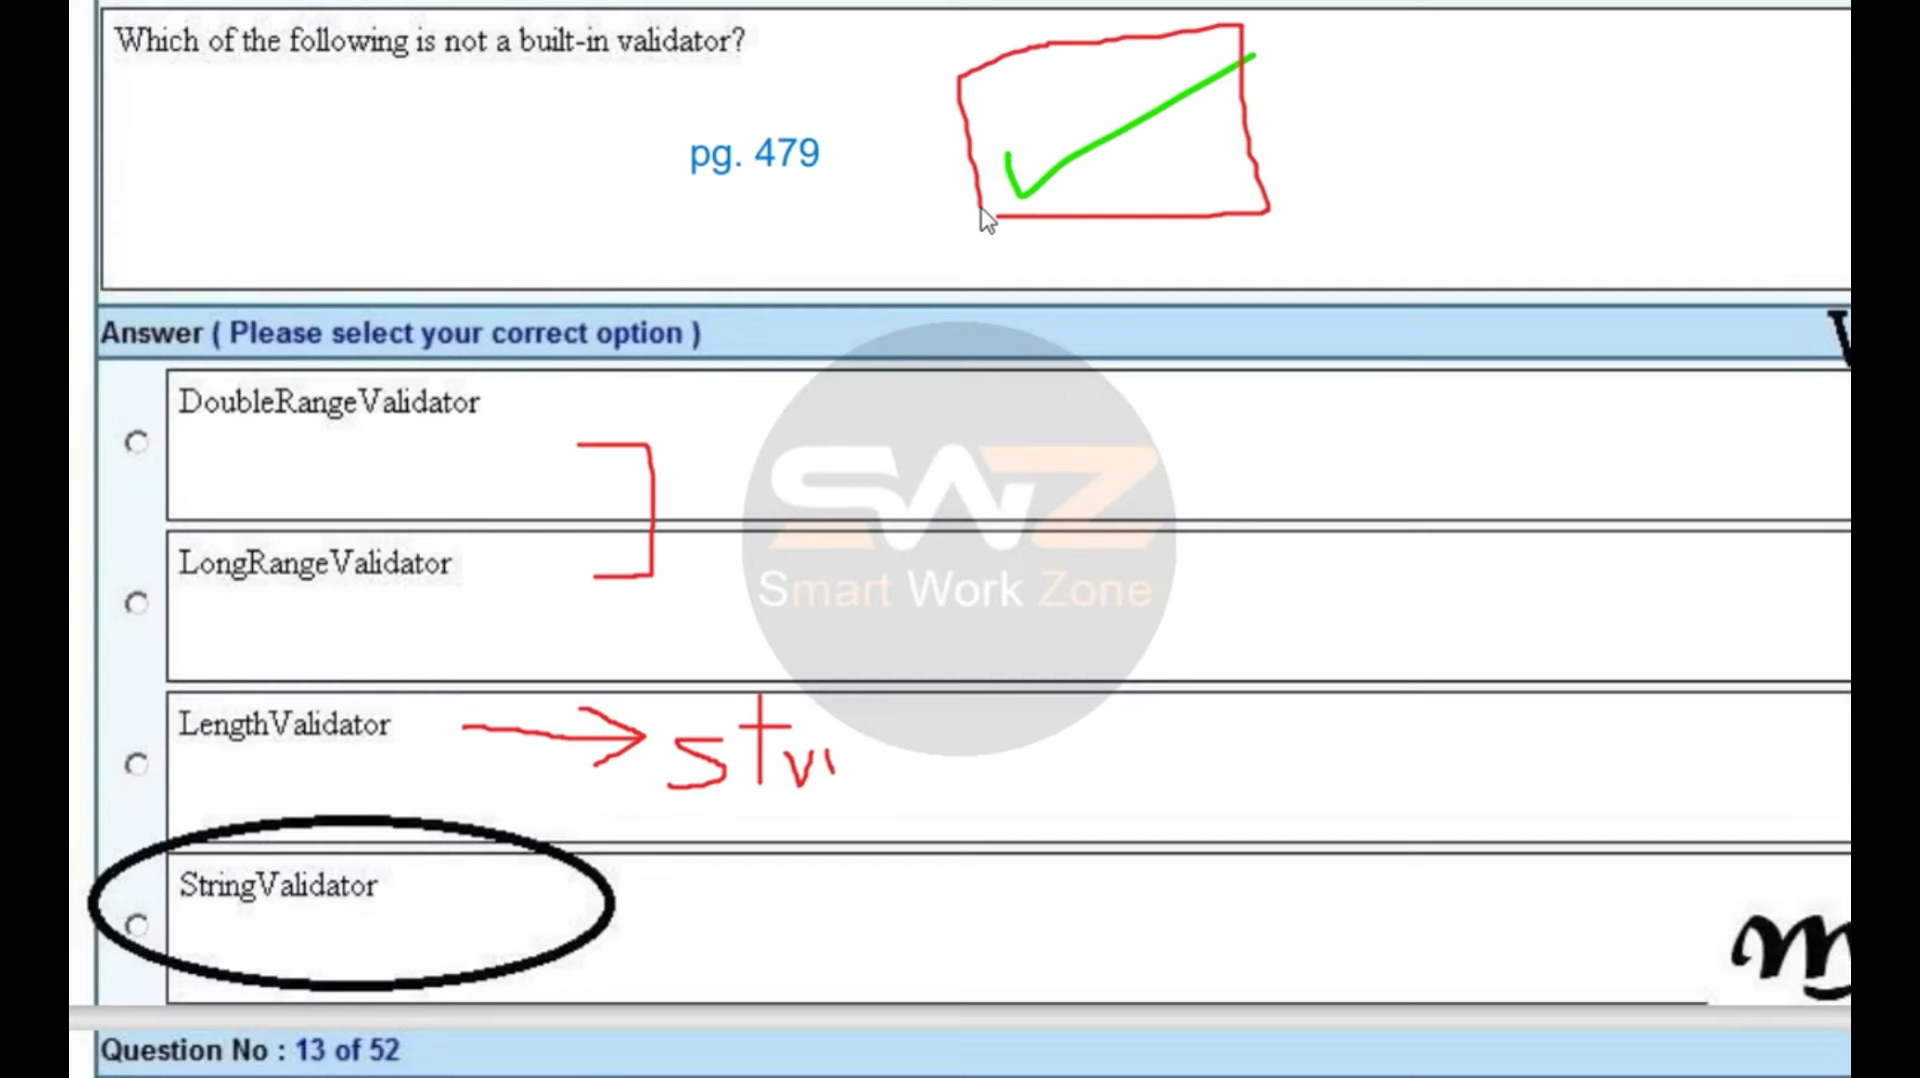 Which of the following is not a built-in validator?
pg. 479
Answer ( Please select your correct option )
DoubleRangeValidator
LongRangeValidator
SWZ
Smart Work Zone
LengthValidator
StringValidator
Question No : 13 of 52